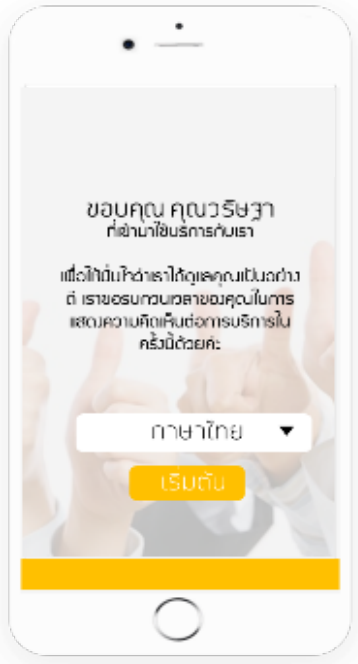 ขอบคุณ คุณวริษฐา
ที่เข้ามาใช้บริการกับเรา
เพื่อให้มั่นใจว่าเราได้ดูแลคุณเป็นอย่าง
ดี เราขอรบกวนเวลาของคุณในการ
แสดงความคิดเห็นต่อการบริการใน
ครั้งนี้ด้วยค่ะ
ภาษาไทย
เริ่มต้น